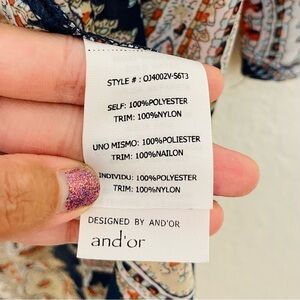 STYLE # : OJ4002V-S6T3
SELF: 100%POLYESTER
TRIM: 100%NYLON
UNO MISMO: 100%POLIESTER
TRIM: 100%NAILON
INDIVIDU: 100%POLYESTER
TRIM: 100%NYLON
DESIGNED BY AND'OR
and'or